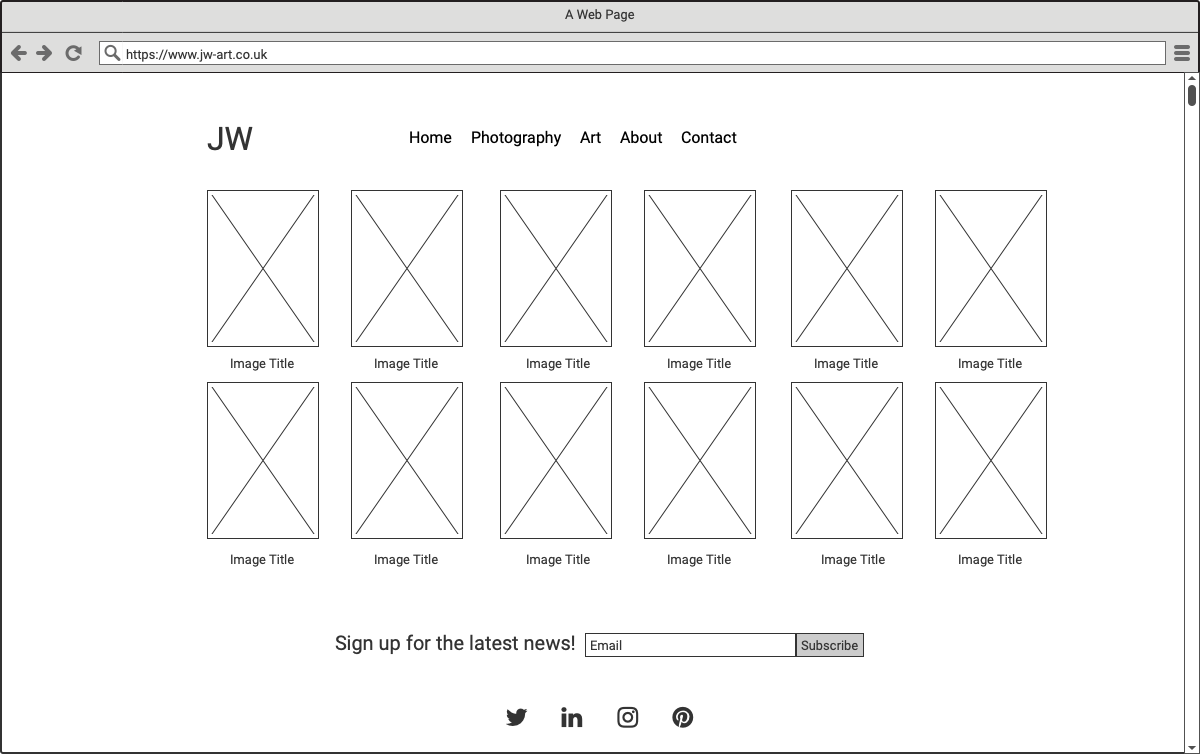 A Web Page
https://www.jw-art.co.uk
JW
Home Photography Art About Contact
Image Title Image Title Image Title Image Title Image Title Image Title
Image Title Image Title Image Title Image Title Image Title Image Title
Sign up for the latest news! Email Subscribe
in